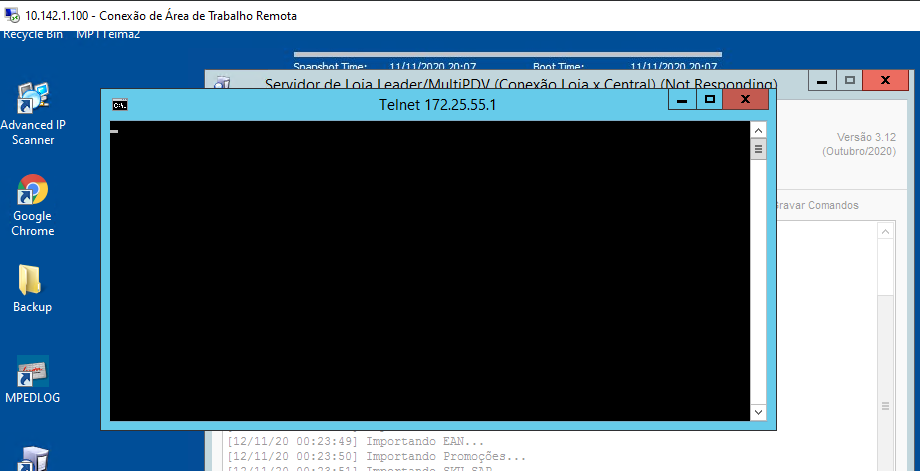 10.142.1.100 - Conexão de Área de Trabalho Remota
Recycle Bin
MPTTelma2
Snapshot Time: 11/11/2020 20:07
Boot Time: 11/11/2020 20:07
Servidor de Loja Leader/MultiPDV (Conexão Loja x Central) (Not Responding)
Telnet 172.25.55.1
C:\.
Advanced IP
Scanner
Versão 3.12
(Outubro/2020)
Google
Chrome
Gravar Comandos
Backup
MPEDLOG
[12/11/20 00:23:49] Importando EAN...
[12/11/20 00:23:50] Importando Promoções...
[12/11/20 00:23:51] Importando SKU SAP